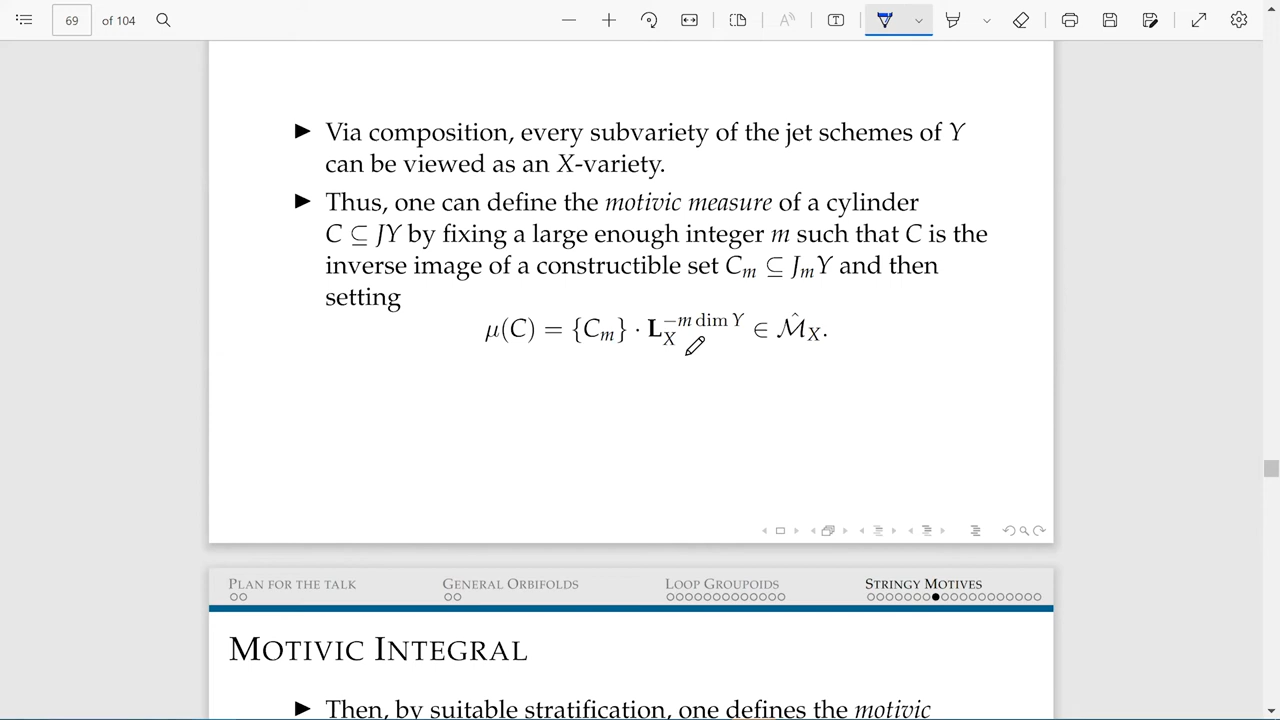 69 of 104
▶ Via composition, every subvariety of the jet schemes of Y
can be viewed as an X-variety.
▶ Thus, one can define the motivic measure of a cylinder
C ⊆ JY by fixing a large enough integer m such that C is the
inverse image of a constructible set C_m ⊆ J_mY and then
setting
μ(C) = {C_m} · L_X^{−m dim Y} ∈ \hat{M}_X.
PLAN FOR THE TALK GENERAL ORBIFOLDS LOOP GROUPOIDS STRINGY MOTIVES
MOTIVIC INTEGRAL
▶ Then, by suitable stratification, one defines the motivic